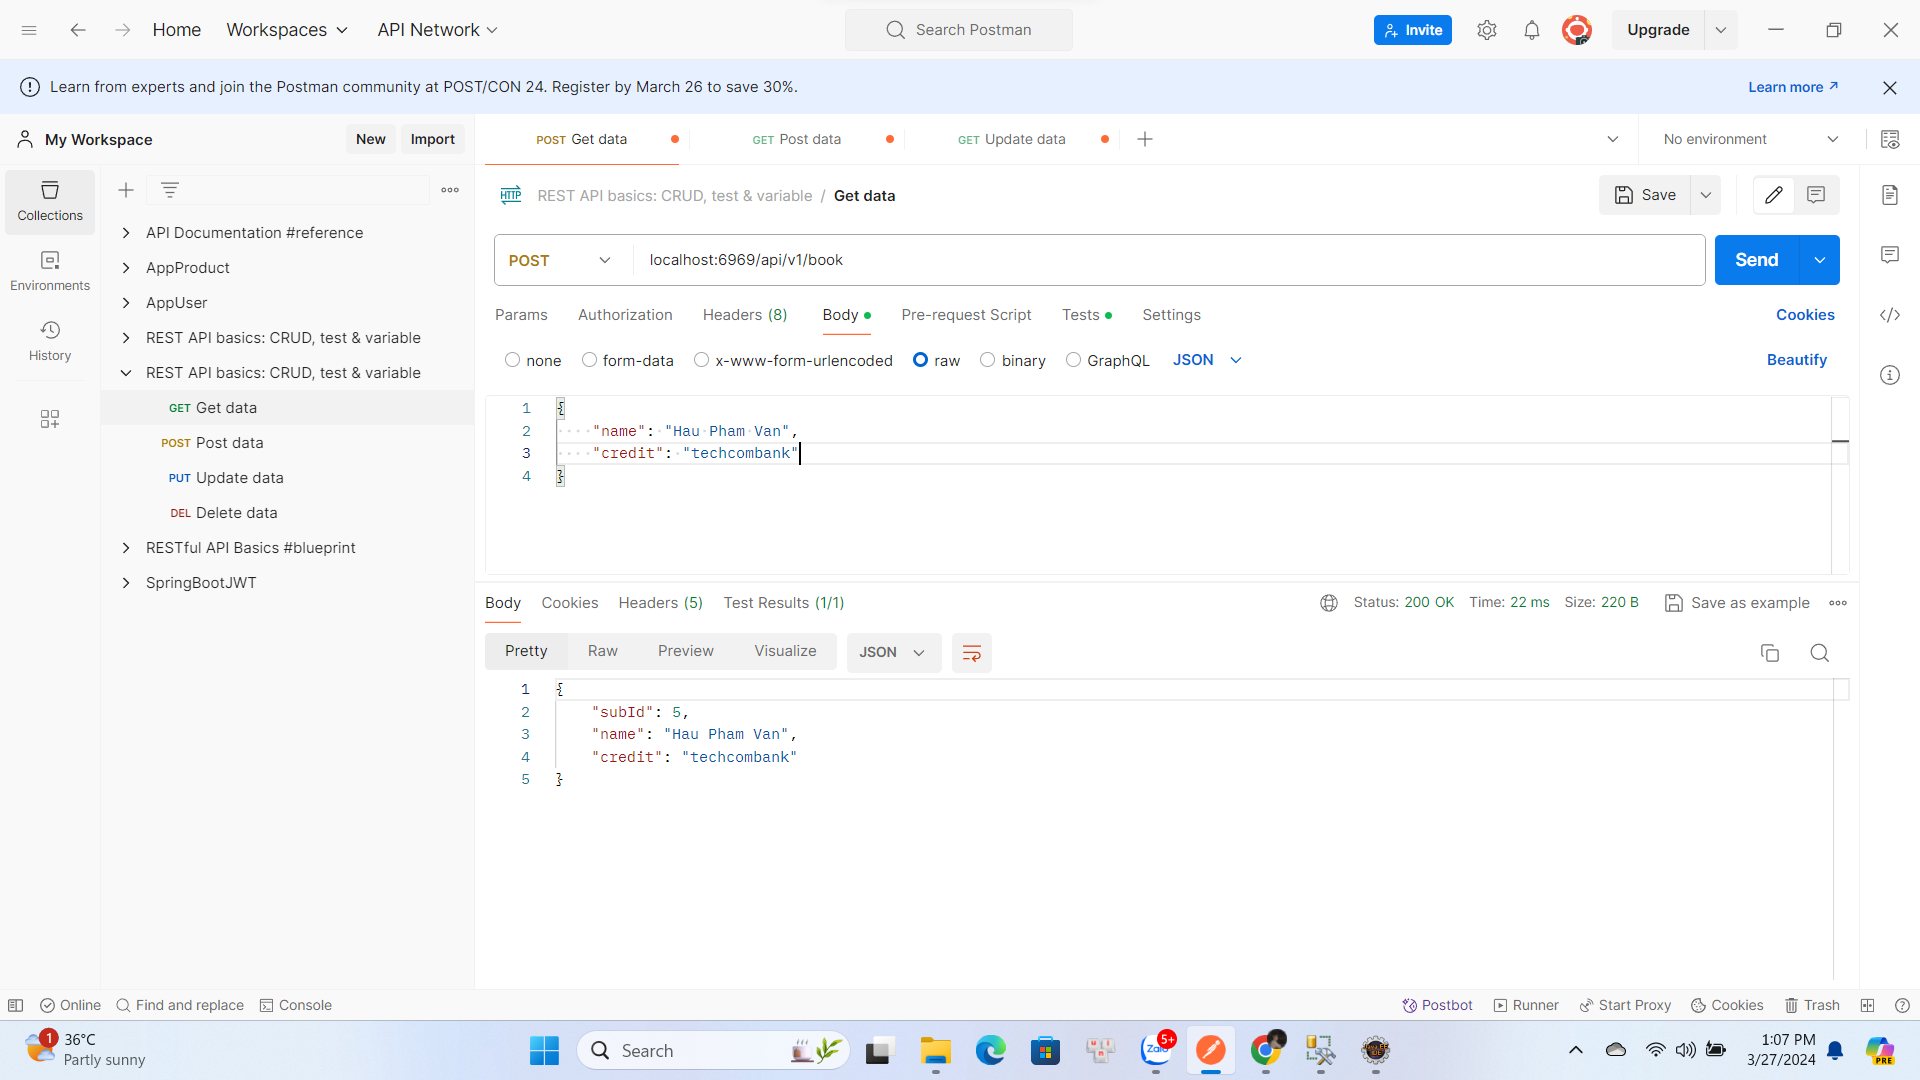 Home Workspaces API Network Search Postman Invite Upgrade
Learn from experts and join the Postman community at POST/CON 24. Register by March 26 to save 30%. Learn more
My Workspace New Import
POST Get data GET Post data GET Update data No environment
Collections
Environments
History
API Documentation #reference
AppProduct
AppUser
REST API basics: CRUD, test & variable
REST API basics: CRUD, test & variable
GET Get data
POST Post data
PUT Update data
DEL Delete data
RESTful API Basics #blueprint
SpringBootJWT
HTTP REST API basics: CRUD, test & variable / Get data Save
POST localhost:6969/api/v1/book Send
Params Authorization Headers (8) Body Pre-request Script Tests Settings Cookies
none form-data x-www-form-urlencoded raw binary GraphQL JSON Beautify
1 {
2 "name": "Hau Pham Van",
3 "credit": "techcombank"
4 }
Body Cookies Headers (5) Test Results (1/1) Status: 200 OK Time: 22 ms Size: 220 B Save as example
Pretty Raw Preview Visualize JSON
1 {
2 "subId": 5,
3 "name": "Hau Pham Van",
4 "credit": "techcombank"
5 }
Online Find and replace Console Postbot Runner Start Proxy Cookies Trash
1 36°C
Partly sunny
Search
Zalo 5+
1:07 PM
3/27/2024
PRE